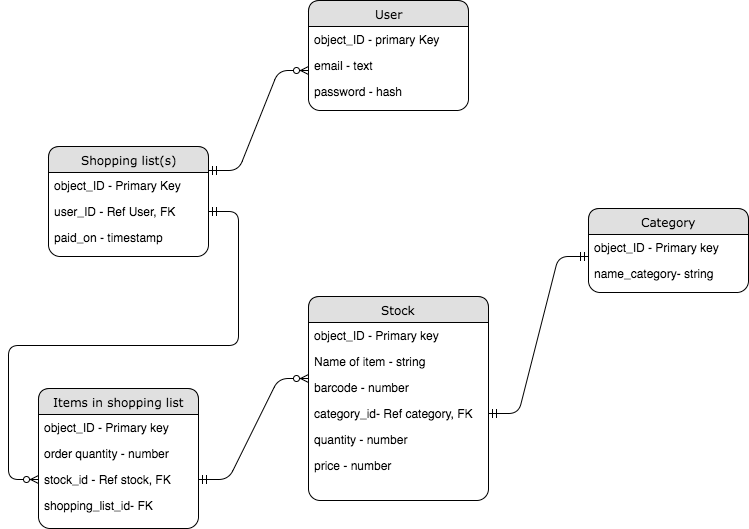 User
object_ID - primary Key
email - text
password - hash
Shopping list(s)
object_ID - Primary Key
user_ID - Ref User, FK
paid_on - timestamp
Category
object_ID - Primary key
name_category- string
Stock
object_ID - Primary key
Name of item - string
barcode - number
category_id- Ref category, FK
quantity - number
price - number
Items in shopping list
object_ID - Primary key
order quantity - number
stock_id - Ref stock, FK
shopping_list_id- FK